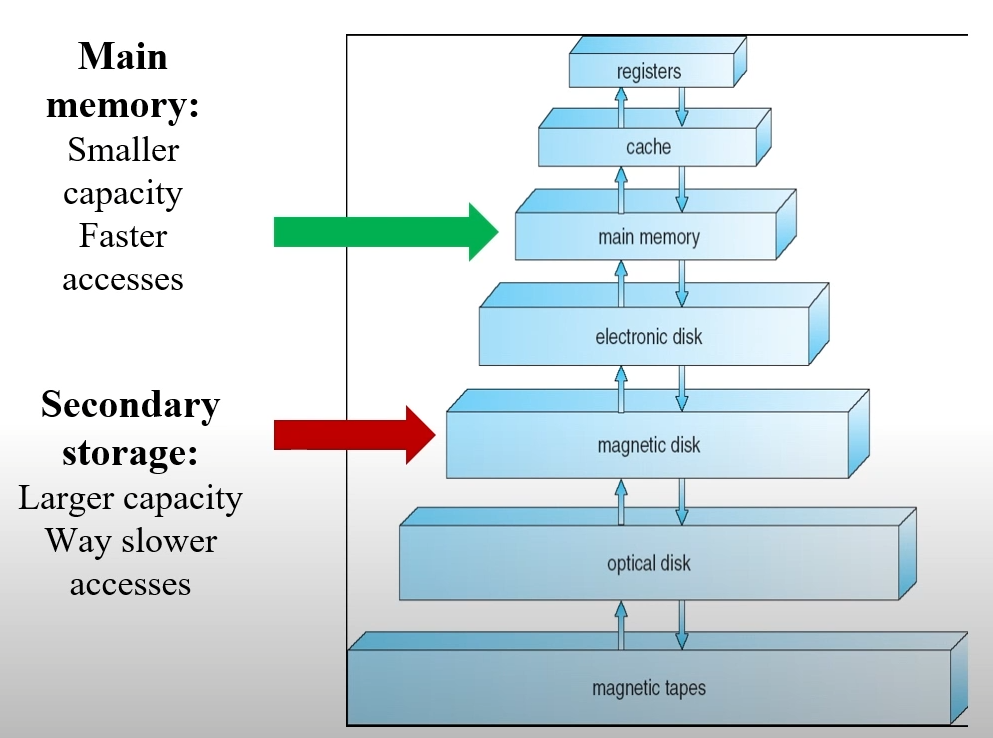 Main
memory:
Smaller
capacity
Faster
accesses
Secondary
storage:
Larger capacity
Way slower
accesses
registers
cache
main memory
electronic disk
magnetic disk
optical disk
magnetic tapes